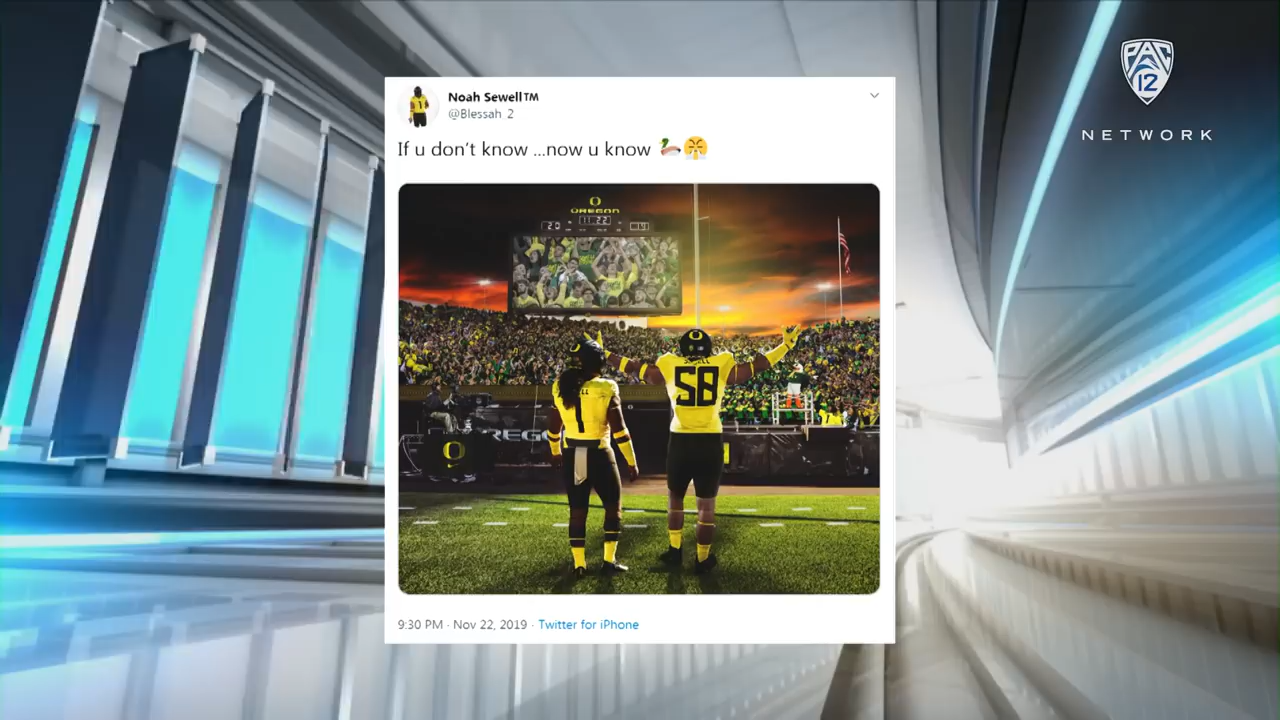 PAC
12
NETWORK
Noah Sewell™
@Blessah_2
If u don't know ...now u know
OREGON
58
1
9:30 PM · Nov 22, 2019 · Twitter for iPhone